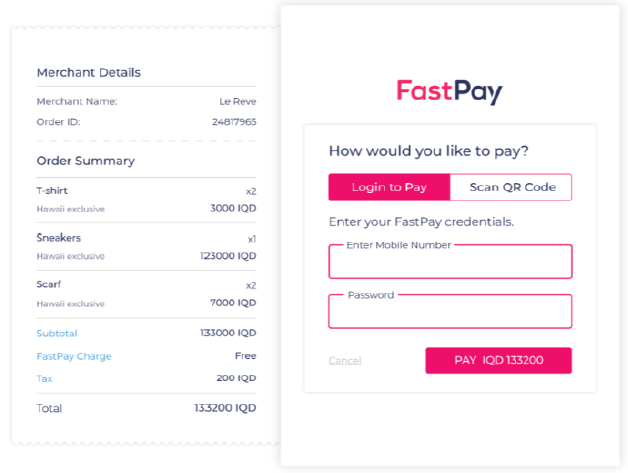 Merchant Details
Merchant Name: Le Reve
Order ID: 24817965
Order Summary
T-shirt x2
Hawaii exclusive 3000 IQD
Sneakers x1
Hawaii exclusive 123000 IQD
Scarf x2
Hawaii exclusive 7000 IQD
Subtotal 133000 IQD
FastPay Charge Free
Tax 200 IQD
Total 133200 IQD
FastPay
How would you like to pay?
Login to Pay Scan QR Code
Enter your FastPay credentials.
Enter Mobile Number
Password
Cancel PAY IQD 133200